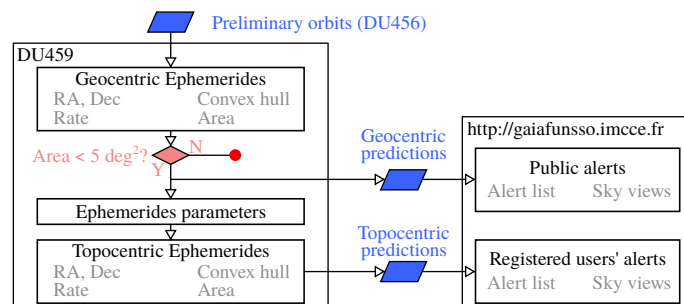 Preliminary orbits (DU456)
DU459
Geocentric Ephemerides
RA, Dec Convex hull
Rate Area
Area < 5 deg²?
N
Y
Geocentric
predictions
http://gaiafunsso.imcce.fr
Public alerts
Alert list Sky views
Ephemerides parameters
Topocentric Ephemerides
RA, Dec Convex hull
Rate Area
Topocentric
predictions
Registered users' alerts
Alert list Sky views